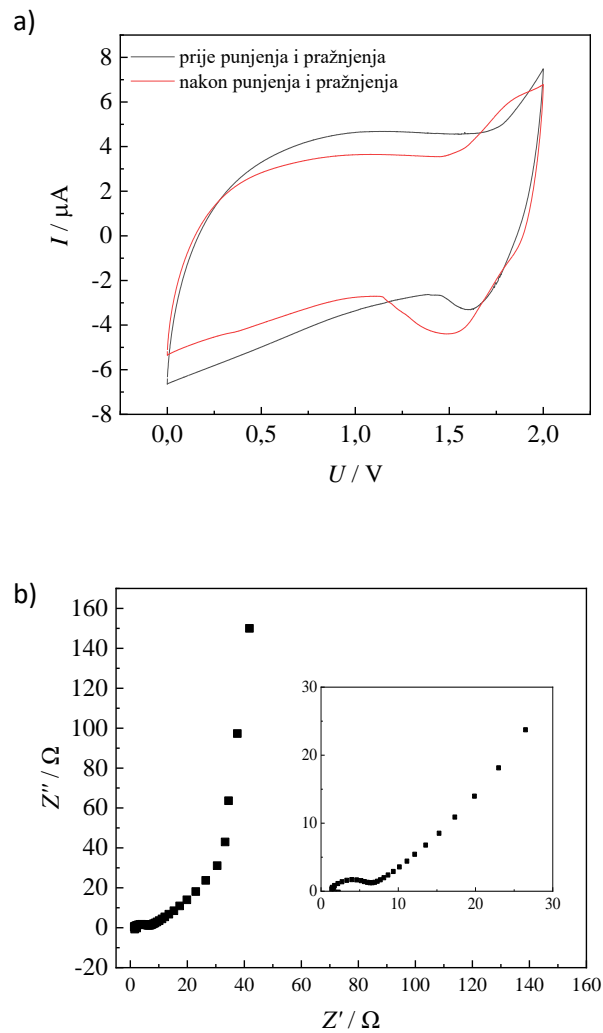 a)
prije punjenja i pražnjenja
nakon punjenja i pražnjenja
8
6
4
2
0
-2
-4
-6
-8
I / µA
0,0 0,5 1,0 1,5 2,0
U / V
b)
160
140
120
100
80
60
40
20
0
-20
Z'' / Ω
30
20
10
0
0 10 20 30
0 20 40 60 80 100 120 140 160
Z' / Ω